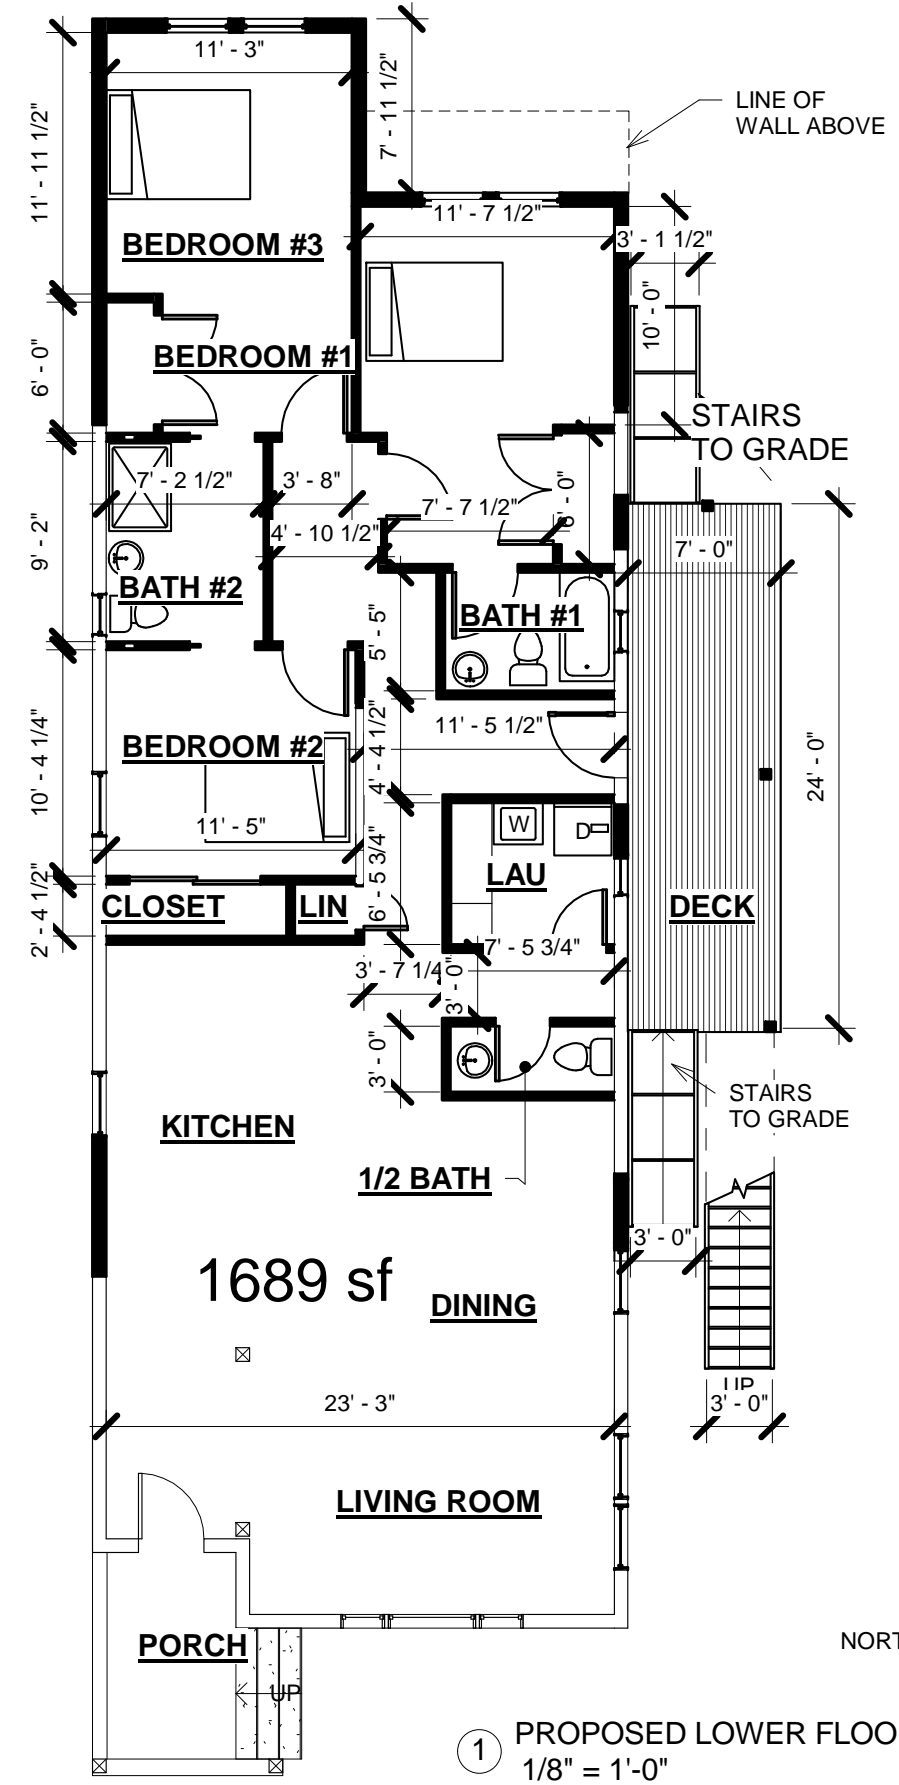 11' - 3"
7' - 11 1/2"
LINE OF
WALL ABOVE
11' - 11 1/2"
11' - 7 1/2"
3' - 1 1/2"
BEDROOM #3
10' - 0"
6' - 0"
BEDROOM #1
STAIRS
TO GRADE
7' - 2 1/2"
3' - 8"
7' - 7 1/2"
6' - 0"
9' - 2"
4' - 10 1/2"
7' - 0"
BATH #2
BATH #1
5' - 5"
11' - 5 1/2"
4' - 4 1/2"
BEDROOM #2
10' - 4 1/4"
24' - 0"
11' - 5"
W
D
6' - 5 3/4"
LAU
2' - 4 1/2"
CLOSET
LIN
DECK
7' - 5 3/4"
3' - 7 1/4
3' - 0"
3' - 0"
STAIRS
TO GRADE
KITCHEN
1/2 BATH
3' - 0"
1689 sf
DINING
UP
3' - 0"
23' - 3"
LIVING ROOM
PORCH
NORT
UP
1
PROPOSED LOWER FLOO
1/8" = 1'-0"